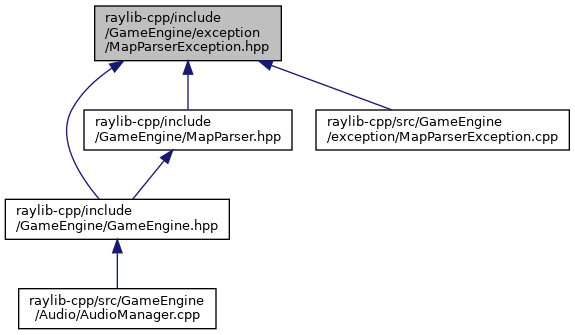 raylib-cpp/include
/GameEngine/exception
/MapParserException.hpp
raylib-cpp/include
/GameEngine/MapParser.hpp
raylib-cpp/src/GameEngine
/exception/MapParserException.cpp
raylib-cpp/include
/GameEngine/GameEngine.hpp
raylib-cpp/src/GameEngine
/Audio/AudioManager.cpp